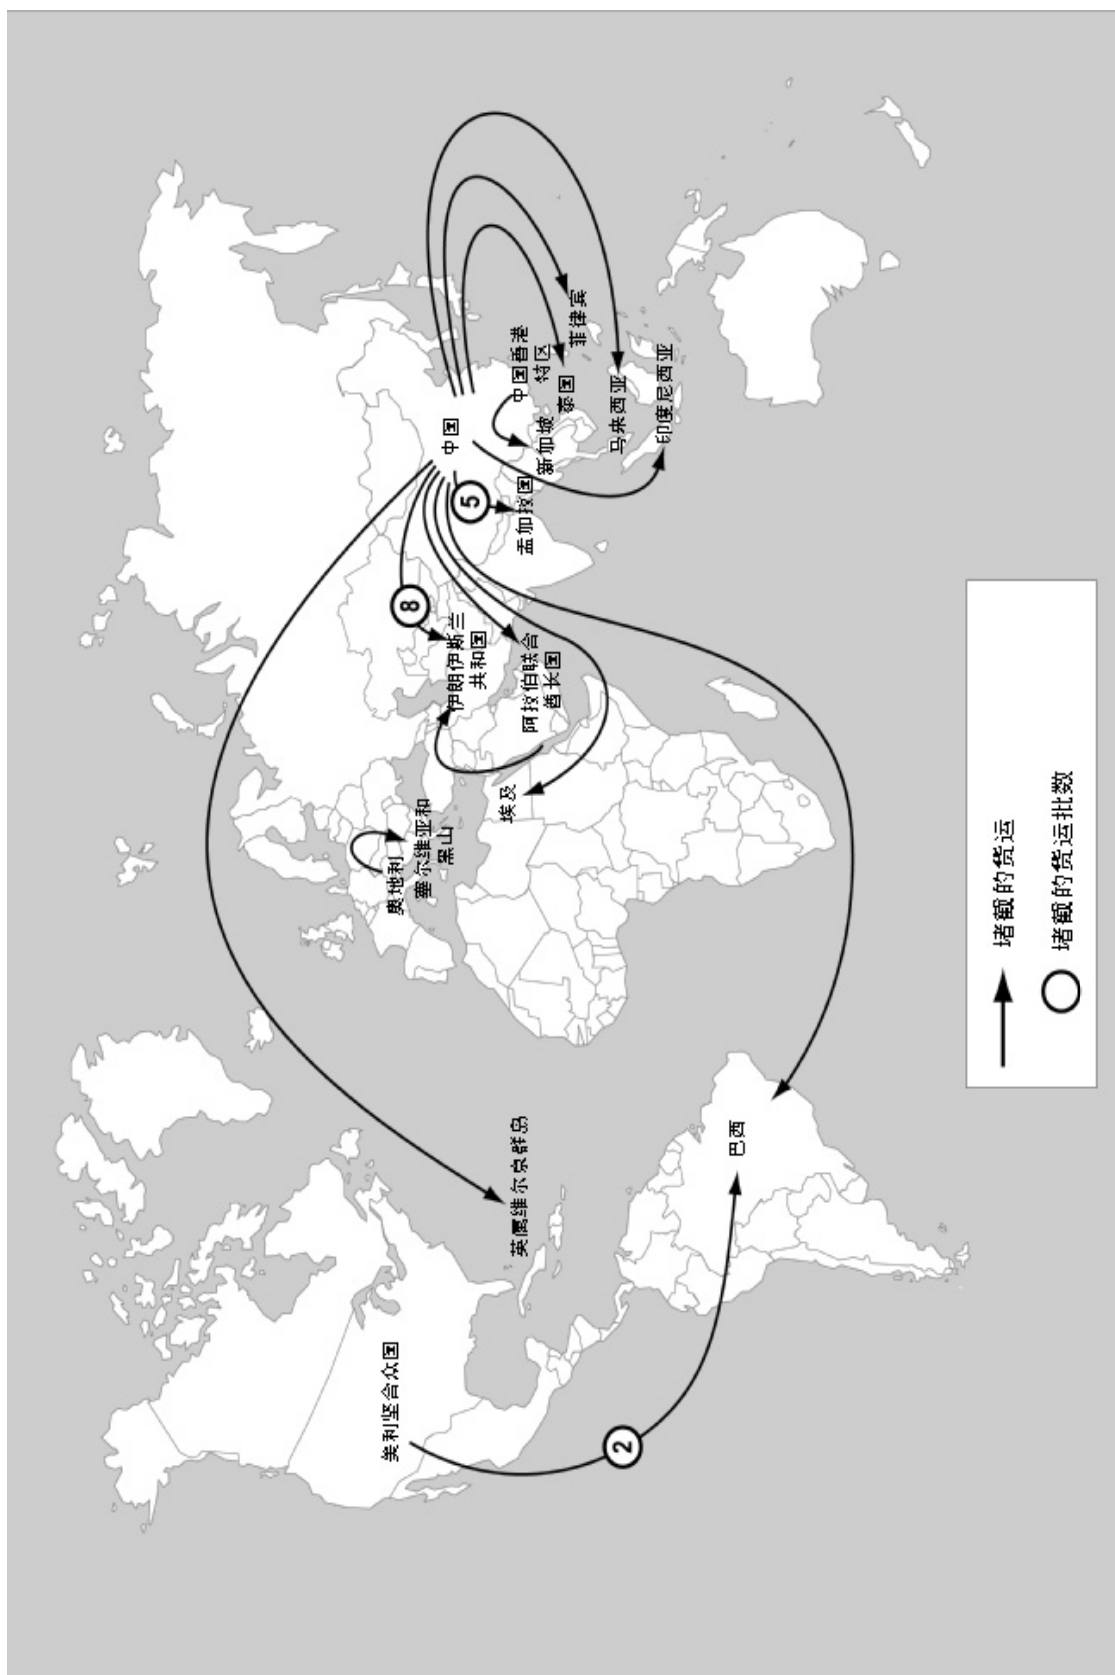 美利坚合众国
2
英属维尔京群岛
巴西
奥地利
塞尔维亚和
黑山
埃及
伊朗伊斯兰
共和国
阿拉伯联合
酋长国
8
5
中国
孟加拉国
新加坡
中国香港
特区
泰国
菲律宾
马来西亚
印度尼西亚
堵截的货运
堵截的货运批数